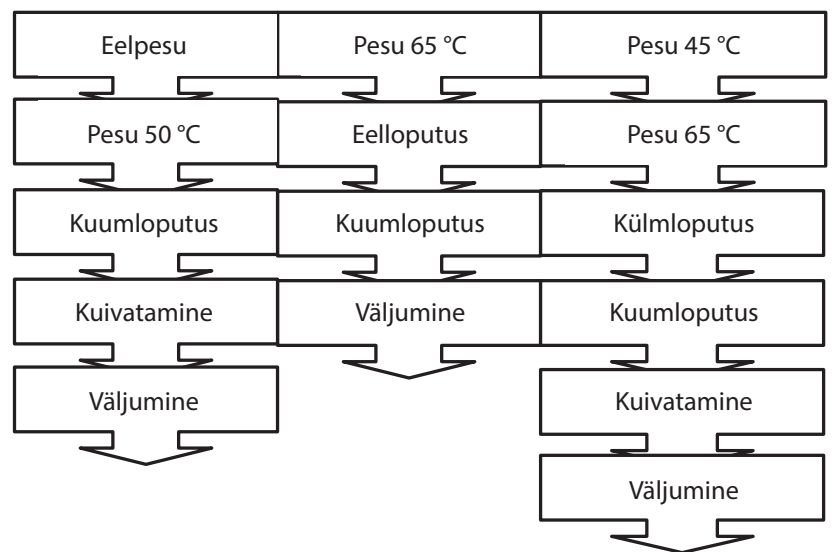 Eelpesu
Pesu 50 °C
Kuumloputus
Kuivatamine
Väljumine
Pesu 65 °C
Eelloputus
Kuumloputus
Väljumine
Pesu 45 °C
Pesu 65 °C
Külmloputus
Kuumloputus
Kuivatamine
Väljumine